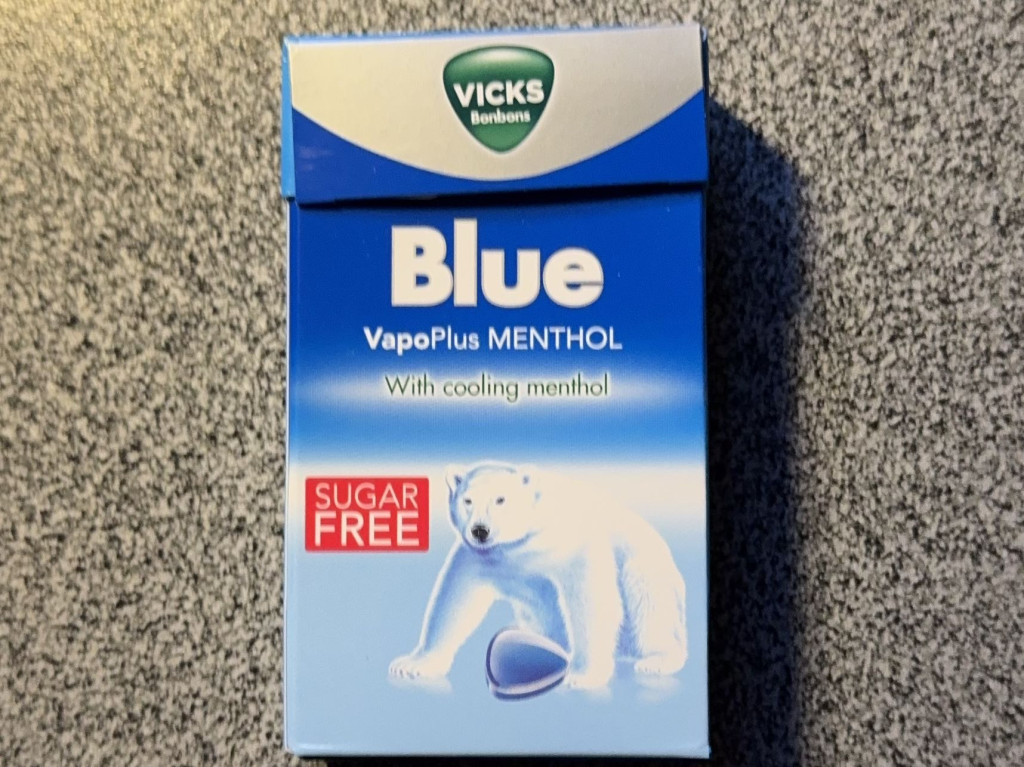 VICKS
Bonbons
Blue
VapoPlus MENTHOL
With cooling menthol
SUGAR
FREE